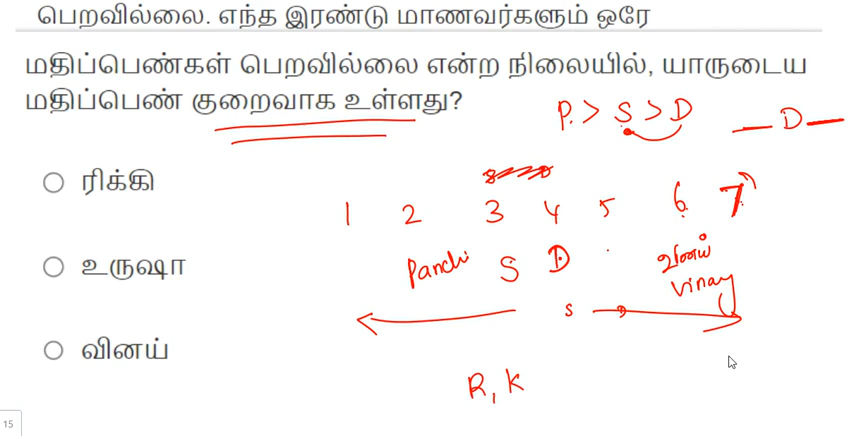 பெறவில்லை. எந்த இரண்டு மாணவர்களும் ஒரே
மதிப்பெண்கள் பெறவில்லை என்ற நிலையில், யாருடைய
மதிப்பெண் குறைவாக உள்ளது?
P. > S > D — D —
ரிக்கி
1 2 3 4 5 6 7
உருஷா
Panchi S D வினய்
Vinay
S
வினய்
R, K
15